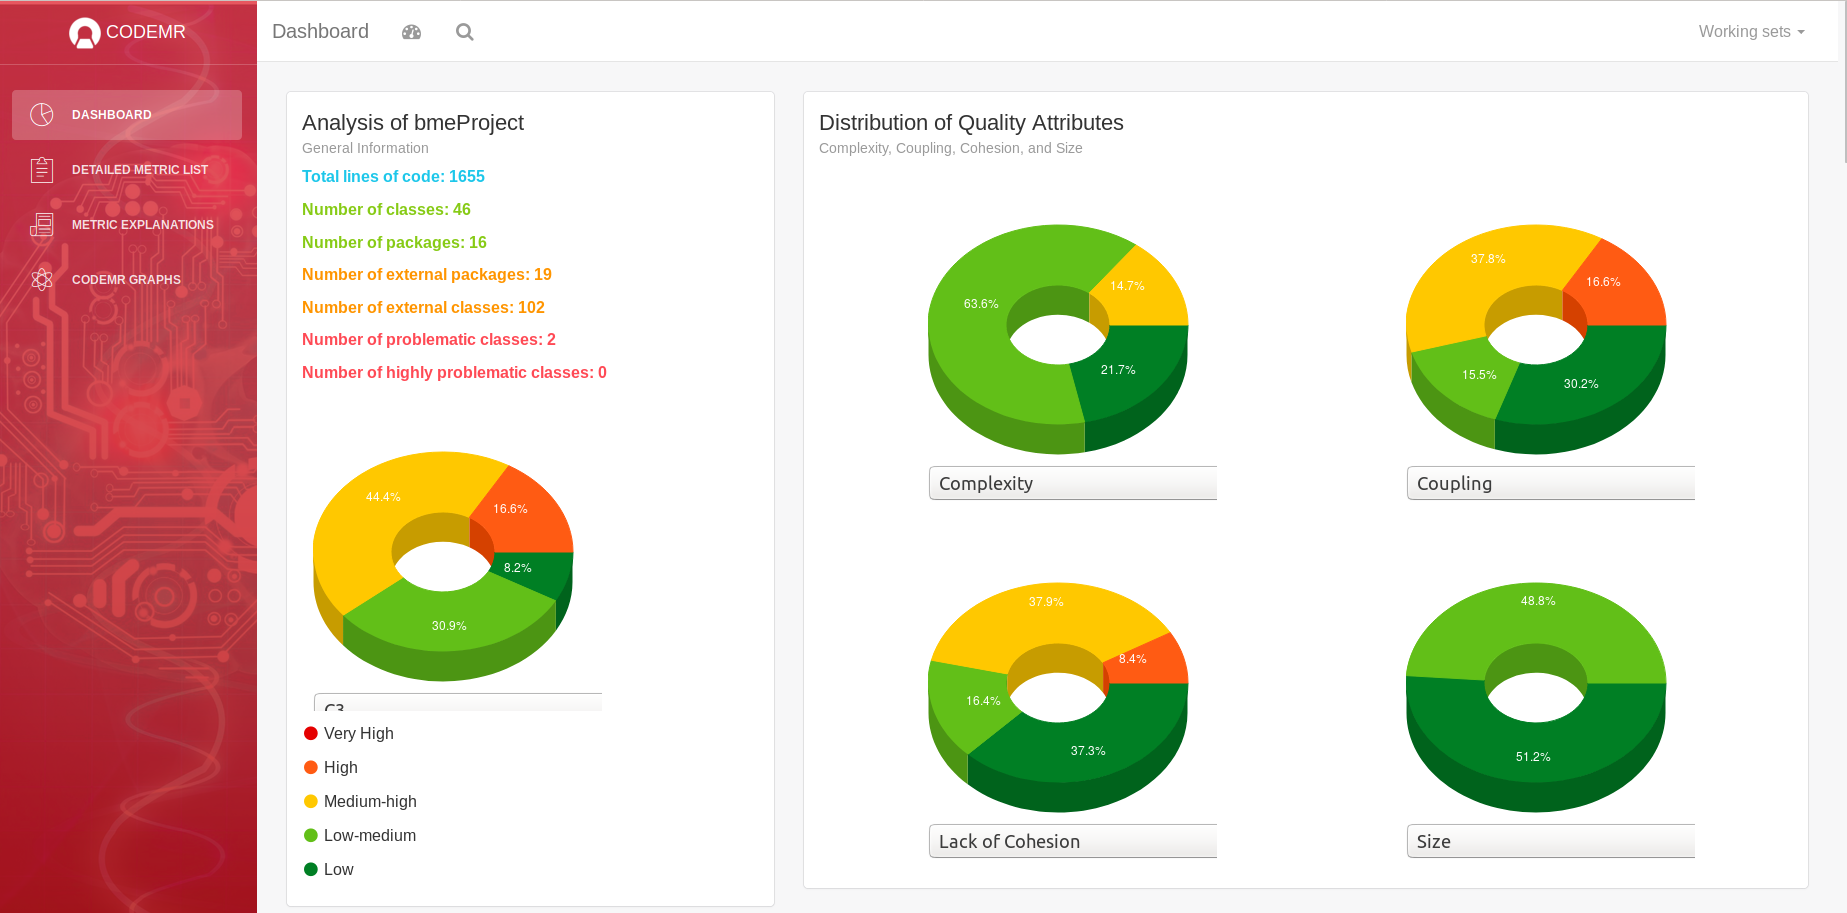 CODEMR
DASHBOARD
DETAILED METRIC LIST
METRIC EXPLANATIONS
CODEMR GRAPHS
Dashboard
Working sets
Analysis of bmeProject
General Information
Total lines of code: 1655
Number of classes: 46
Number of packages: 16
Number of external packages: 19
Number of external classes: 102
Number of problematic classes: 2
Number of highly problematic classes: 0
44.4%
16.6%
8.2%
30.9%
C3
Very High
High
Medium-high
Low-medium
Low
Distribution of Quality Attributes
Complexity, Coupling, Cohesion, and Size
63.6%
14.7%
21.7%
Complexity
37.8%
16.6%
15.5%
30.2%
Coupling
37.9%
8.4%
16.4%
37.3%
Lack of Cohesion
48.8%
51.2%
Size